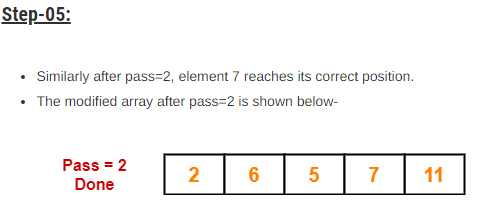 Step-05:
Similarly after pass=2, element 7 reaches its correct position.
The modified array after pass=2 is shown below-
Pass = 2
Done
2 6 5 7 11